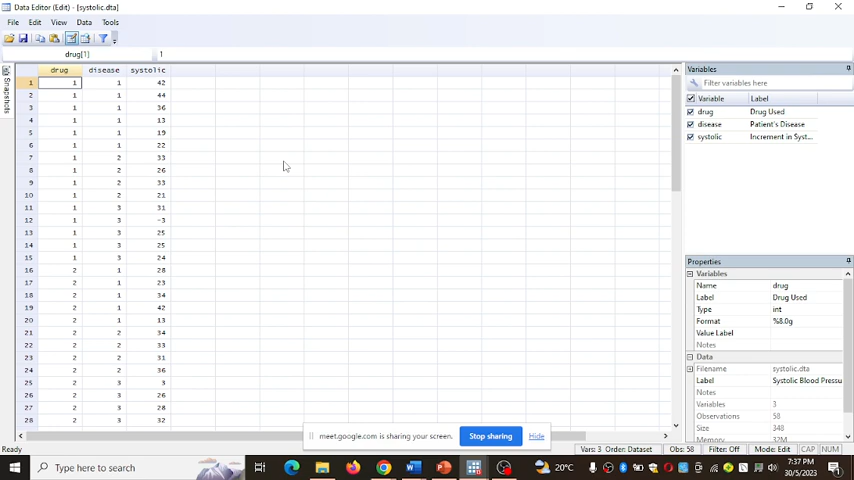 Data Editor (Edit) - [systolic.dta]
File Edit View Data Tools
drug[1] 1
Snapshots
drug disease systolic
1 1 1 42
2 1 1 44
3 1 1 36
4 1 1 13
5 1 1 19
6 1 1 22
7 1 2 33
8 1 2 26
9 1 2 33
10 1 2 21
11 1 3 31
12 1 3 -3
13 1 3 25
14 1 3 25
15 1 3 24
16 2 1 28
17 2 1 23
18 2 1 34
19 2 1 42
20 2 1 13
21 2 2 34
22 2 2 33
23 2 2 31
24 2 2 36
25 2 3 3
26 2 3 26
27 2 3 28
28 2 3 32
Variables
Filter variables here
Variable Label
drug Drug Used
disease Patient's Disease
systolic Increment in Syst...
Properties
Variables
Name drug
Label Drug Used
Type int
Format %8.0g
Value Label
Notes
Data
Filename systolic.dta
Label Systolic Blood Pressu
Notes
Variables 3
Observations 58
Size 348
Memory 32M
meet.google.com is sharing your screen. Stop sharing Hide
Ready Vars: 3 Order: Dataset Obs: 58 Filter: Off Mode: Edit CAP NUM
Type here to search
20°C
7:37 PM
30/5/2023